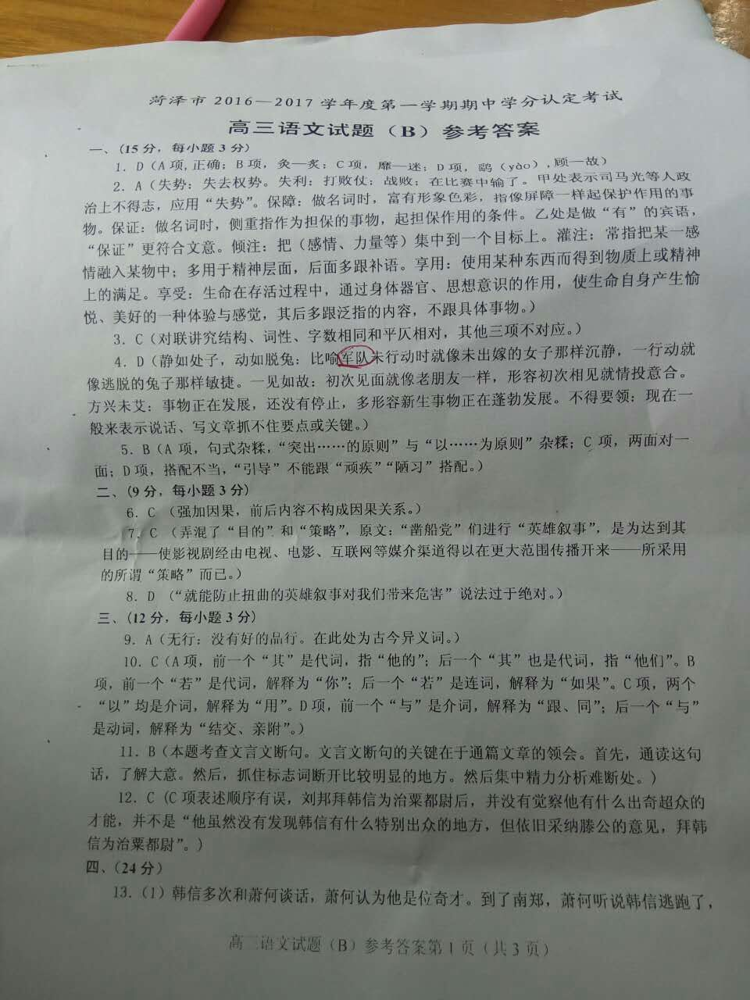 菏泽市 2016—2017 学年度第一学期期中学分认定考试
高三语文试题（B）参考答案
一、（15 分，每小题 3 分）
1．D（A 项,正确；B 项，灸—炙；C 项，靡—迷；D 项，鹞（yào）,顾—故）
2．A（失势：失去权势。失利：打败仗；战败；在比赛中输了。甲处表示司马光等人政
治上不得志，应用“失势”。保障：做名词时，富有形象色彩，指像屏障一样起保护作用的事
物。保证：做名词时，侧重指作为担保的事物，起担保作用的条件。乙处是做“有”的宾语，
“保证”更符合文意。倾注：把（感情、力量等）集中到一个目标上。灌注：常指把某一感
情融入某物中；多用于精神层面，后面多跟补语。享用：使用某种东西而得到物质上或精神
上的满足。享受：生命在存活过程中，通过身体器官、思想意识的作用，使生命自身产生愉
悦、美好的一种体验与感觉，其后多跟泛指的内容，不跟具体事物。）
3．C（对联讲究结构、词性、字数相同和平仄相对，其他三项不对应。）
4．D（静如处子，动如脱兔：比喻军队未行动时就像未出嫁的女子那样沉静，一行动就
像逃脱的兔子那样敏捷。一见如故：初次见面就像老朋友一样，形容初次相见就情投意合。
方兴未艾：事物正在发展，还没有停止，多形容新生事物正在蓬勃发展。不得要领：现在一
般来表示说话、写文章抓不住要点或关键。）
5．B（A 项，句式杂糅，“突出……的原则”与“以……为原则”杂糅；C 项，两面对一
面；D 项，搭配不当，“引导”不能跟“顽疾”“陋习”搭配。）
二、（9 分，每小题 3 分）
6．C （强加因果，前后内容不构成因果关系。）
7．C （弄混了“目的”和“策略”，原文：“凿船党”们进行“英雄叙事”，是为达到其
目的——使影视剧经由电视、电影、互联网等媒介渠道得以在更大范围传播开来——所采用
的所谓“策略”而已。）
8．D （“就能防止扭曲的英雄叙事对我们带来危害”说法过于绝对。）
三、（12 分，每小题 3 分）
9．A（无行：没有好的品行。在此处为古今异义词。）
10．C（A 项，前一个“其”是代词，指“他的”；后一个“其”也是代词，指“他们”。B
项，前一个“若”是代词，解释为“你”；后一个“若”是连词，解释为“如果”。C 项，两个
“以”均是介词，解释为“用”。D 项，前一个“与”是介词，解释为“跟、同”；后一个“与”
是动词，解释为“结交、亲附”。）
11．B（本题考查文言文断句。文言文断句的关键在于通篇文章的领会。首先，通读这句
话，了解大意。然后，抓住标志词断开比较明显的地方。然后集中精力分析难断处。）
12．C（C 项表述顺序有误，刘邦拜韩信为治粟都尉后，并没有觉察他有什么出奇超众的
才能，并不是“他虽然没有发现韩信有什么特别出众的地方，但依旧采纳滕公的意见，拜韩
信为治粟都尉”。）
四、（24 分）
13．（1）韩信多次和萧何谈话，萧何认为他是位奇才。到了南郑，萧何听说韩信逃跑了，
高三语文试题（B）参考答案第 1 页（共 3 页）